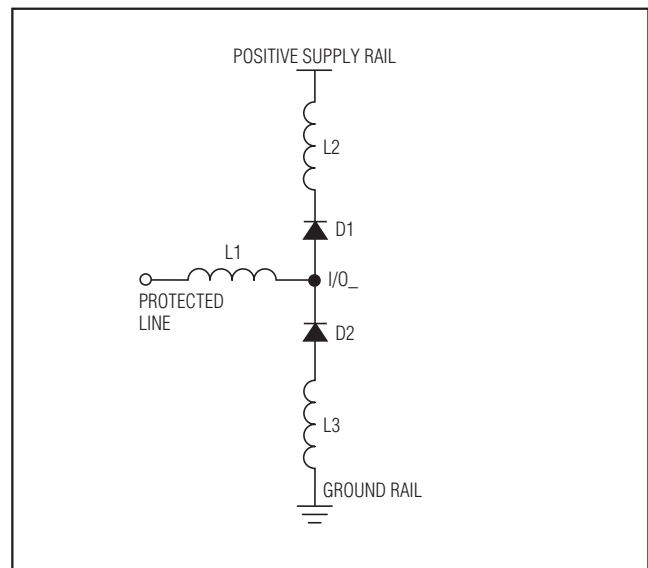 POSITIVE SUPPLY RAIL
L2
D1
L1
I/O_
PROTECTED
LINE
D2
L3
GROUND RAIL